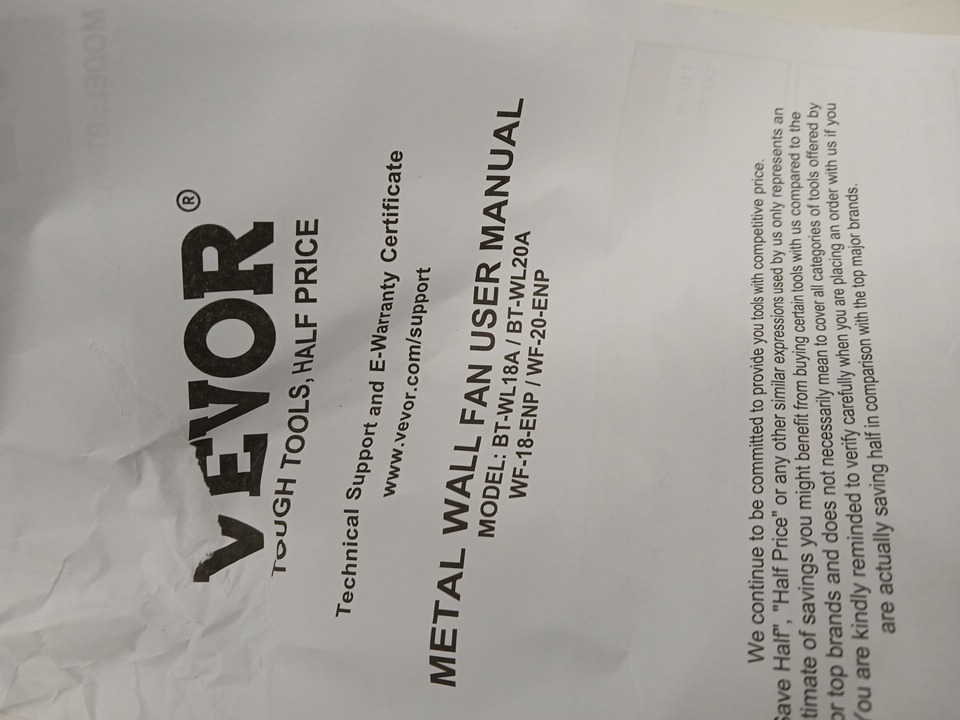 VEVOR®
TOUGH TOOLS, HALF PRICE
Technical Support and E-Warranty Certificate
www.vevor.com/support
METAL WALL FAN USER MANUAL
MODEL: BT-WL18A / BT-WL20A
WF-18-ENP / WF-20-ENP
We continue to be committed to provide you tools with competitive price.
Save Half", "Half Price" or any other similar expressions used by us only represents an
timate of savings you might benefit from buying certain tools with us compared to the
or top brands and does not necessarily mean to cover all categories of tools offered by
You are kindly reminded to verify carefully when you are placing an order with us if you
are actually saving half in comparison with the top major brands.